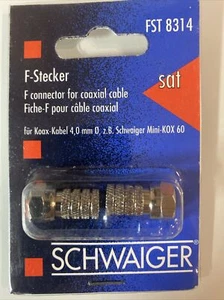 FST 8314
F-Stecker
F connector for coaxial cable
Fiche-F pour câble coaxial
sat
für Koax-Kabel 4,0 mm Ø, z.B. Schwaiger Mini-KOX 60
SCHWAIGER